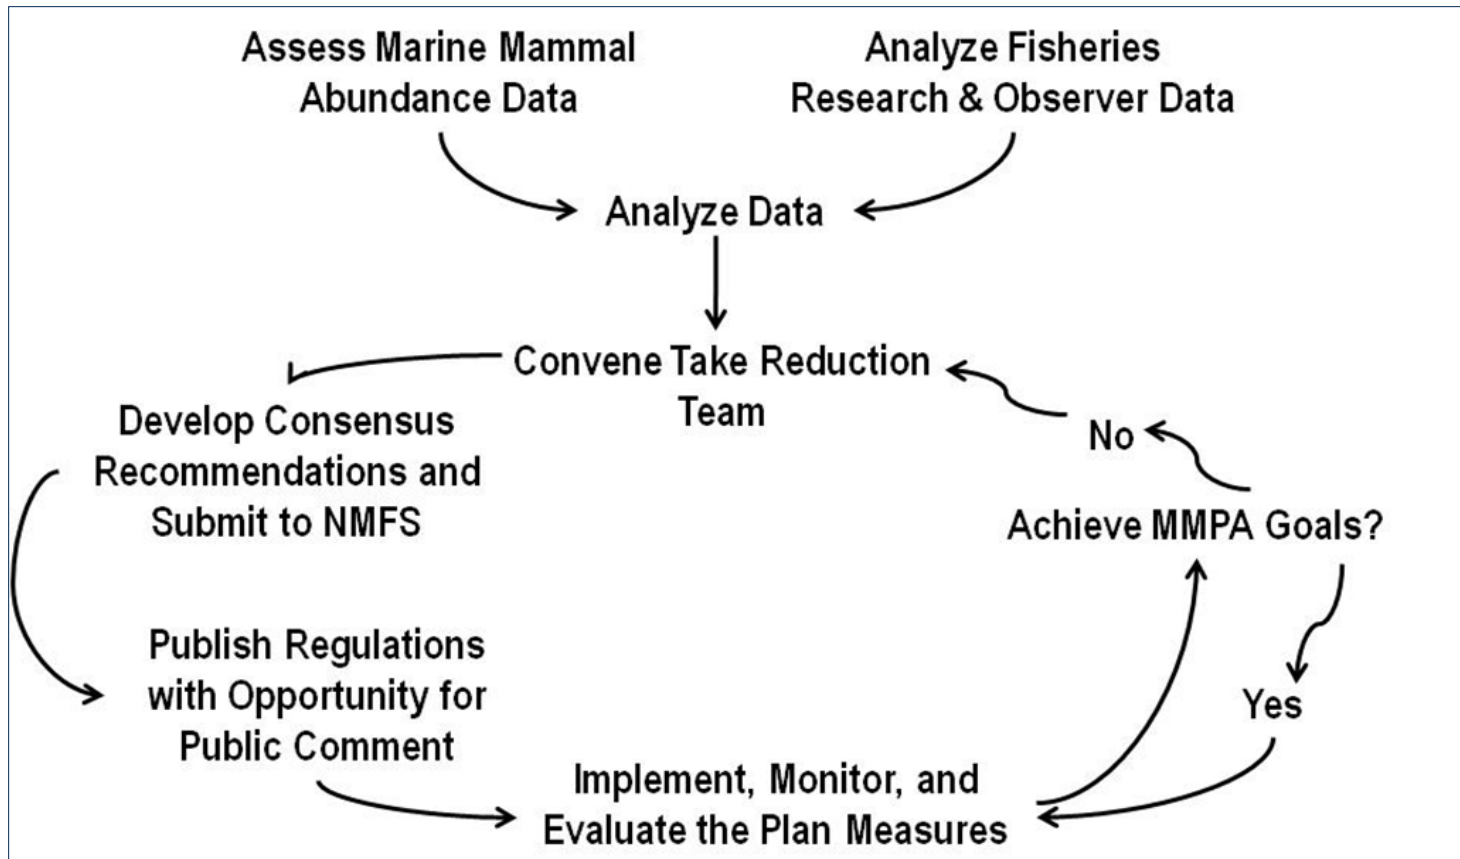 Assess Marine Mammal
Abundance Data
Analyze Fisheries
Research & Observer Data
Analyze Data
Convene Take Reduction
Team
Develop Consensus
Recommendations and
Submit to NMFS
Publish Regulations
with Opportunity for
Public Comment
Implement, Monitor, and
Evaluate the Plan Measures
Achieve MMPA Goals?
No
Yes